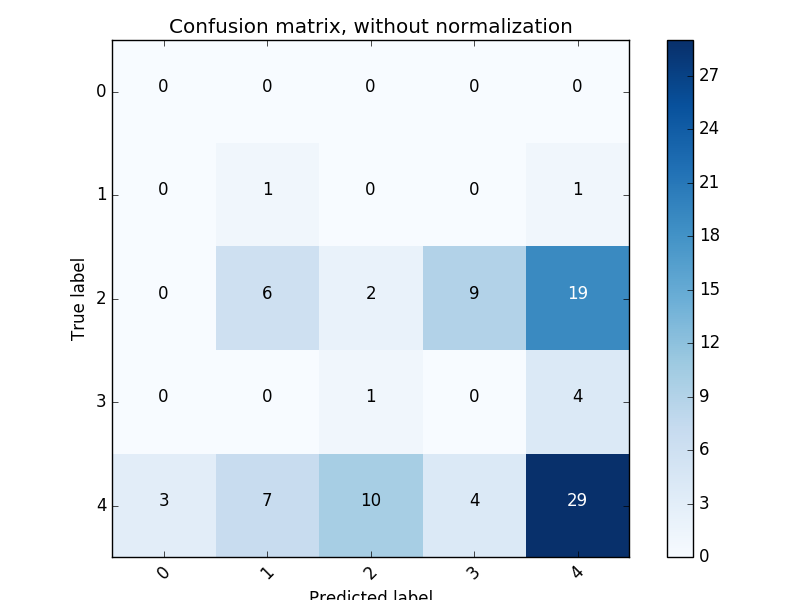 Confusion matrix, without normalization
0 0 0 0 0 0
1 0 1 0 0 1
2 0 6 2 9 19
3 0 0 1 0 4
4 3 7 10 4 29
True label
0 1 2 3 4
Predicted label
27
24
21
18
15
12
9
6
3
0